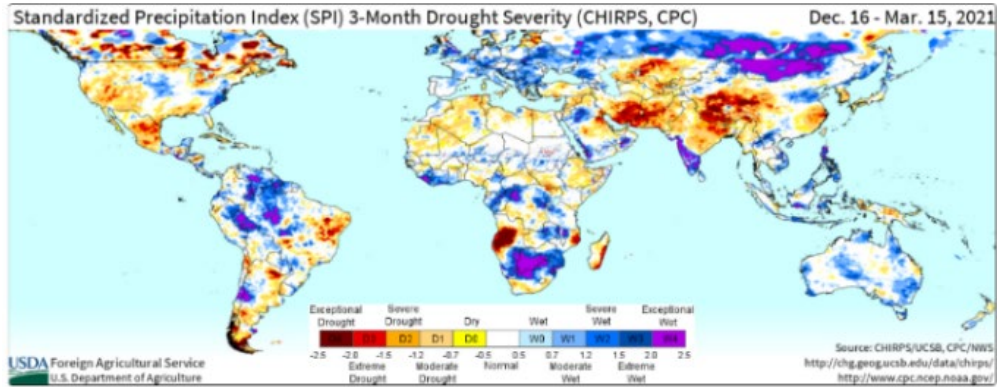 Standardized Precipitation Index (SPI) 3-Month Drought Severity (CHIRPS, CPC) Dec. 16 - Mar. 15, 2021
Exceptional Drought Severe Drought Dry Wet Severe Wet Exceptional Wet
D3 D2 D1 D0 W0 W1 W2 W3 W4
-2.5 -2.0 -1.5 -1.2 -0.7 -0.5 0.5 0.7 1.2 1.5 2.0 2.5
Extreme Drought Moderate Drought Normal Moderate Wet Extreme Wet
USDA Foreign Agricultural Service
U.S. Department of Agriculture
Source: CHIRPS/UCSB, CPC/NWS
http://chg.geog.ucsb.edu/data/chirps/
http://www.cpc.ncep.noaa.gov/